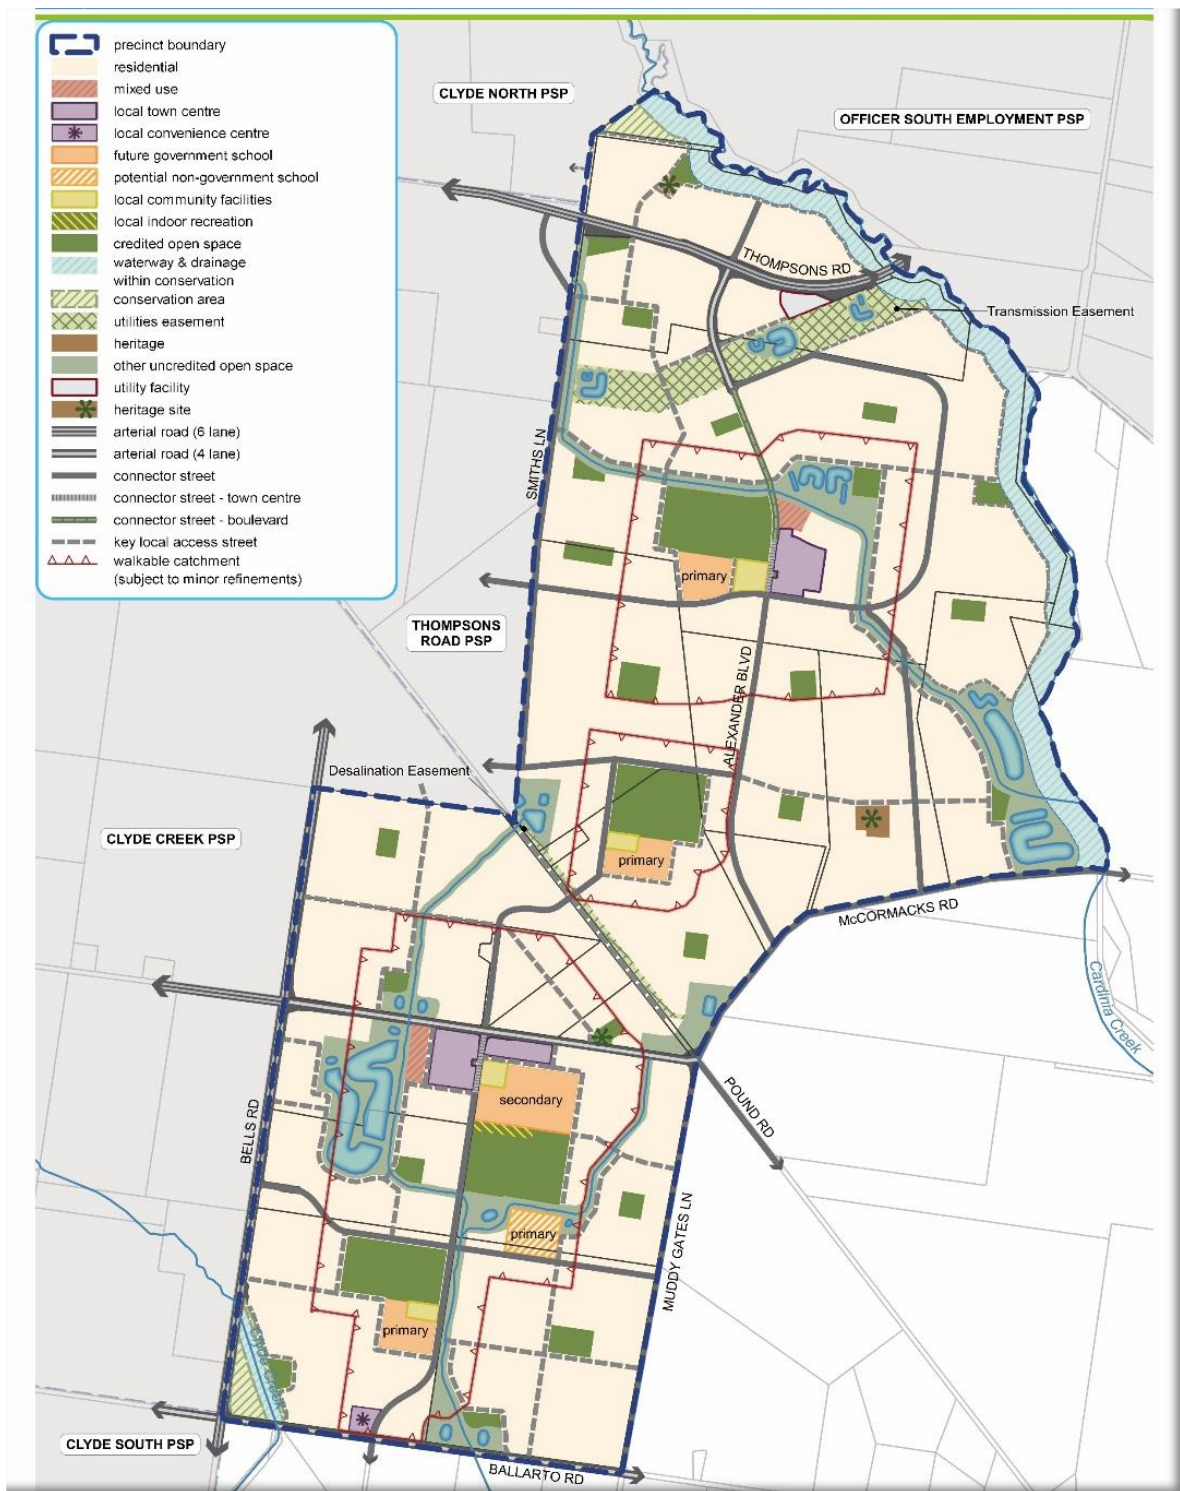 precinct boundary
residential
mixed use
local town centre
local convenience centre
future government school
potential non-government school
local community facilities
local indoor recreation
credited open space
waterway & drainage
within conservation
conservation area
utilities easement
heritage
other uncredited open space
utility facility
heritage site
arterial road (6 lane)
arterial road (4 lane)
connector street
connector street - town centre
connector street - boulevard
key local access street
walkable catchment
(subject to minor refinements)
CLYDE NORTH PSP
OFFICER SOUTH EMPLOYMENT PSP
THOMPSONS RD
Transmission Easement
SMITHS LN
primary
THOMPSONS
ROAD PSP
ALEXANDER BLVD
Desalination Easement
CLYDE CREEK PSP
primary
McCORMACKS RD
Cardinia Creek
secondary
POUND RD
BELLS RD
primary
MUDDY GATES LN
primary
Clyde Creek
CLYDE SOUTH PSP
BALLARTO RD